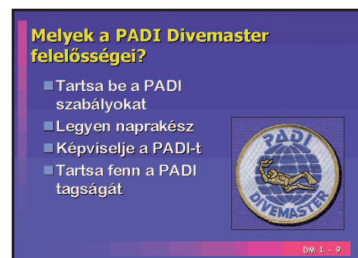 Melyek a PADI Divemaster
felelősségei?
Tartsa be a PADI
szabályokat
Legyen naprakész
Képviselje a PADI-t
Tartsa fenn a PADI
tagságát
PADI
DIVEMASTER
DM 1 - 9